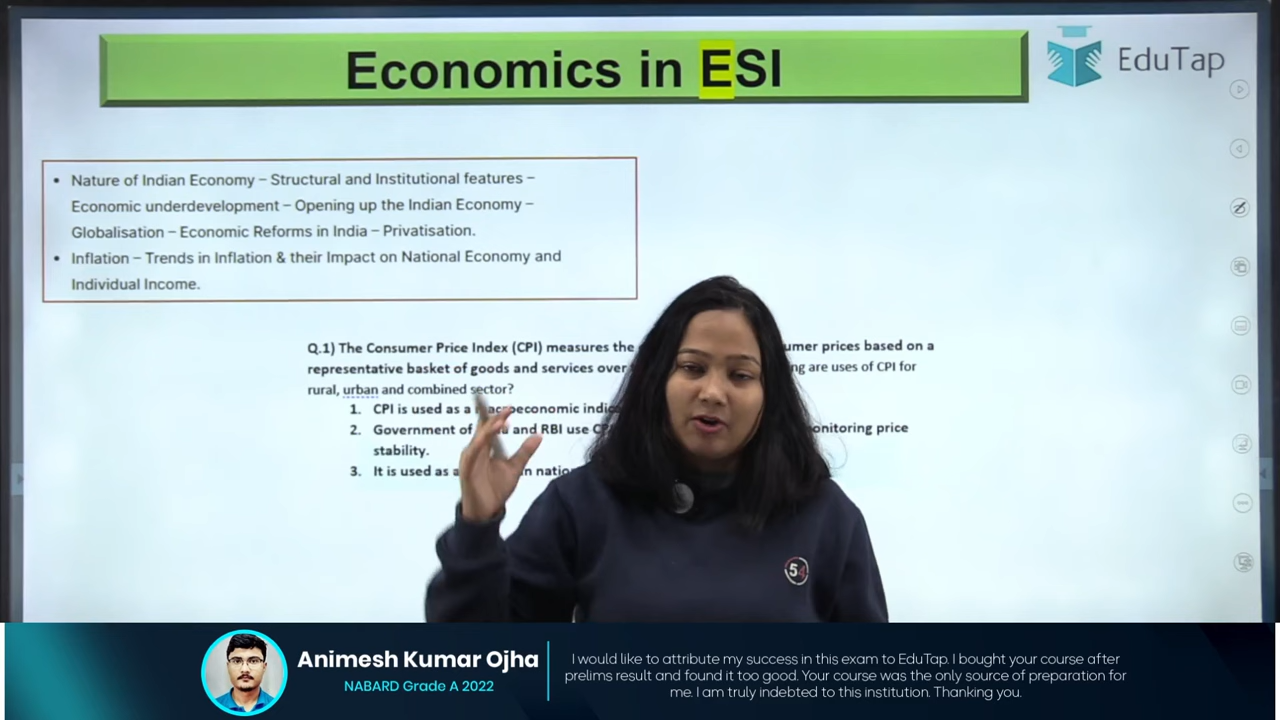 Economics in ESI
EduTap
• Nature of Indian Economy – Structural and Institutional features –
Economic underdevelopment – Opening up the Indian Economy –
Globalisation – Economic Reforms in India – Privatisation.
• Inflation – Trends in Inflation & their Impact on National Economy and
Individual Income.
Q.1) The Consumer Price Index (CPI) measures the umer prices based on a
representative basket of goods and services over ng are uses of CPI for
rural, urban and combined sector?
1. CPI is used as a macroeconomic indic
2. Government of and RBI use CP onitoring price
stability.
3. It is used as a n natio
54
Animesh Kumar Ojha
NABARD Grade A 2022
I would like to attribute my success in this exam to EduTap. I bought your course after
prelims result and found it too good. Your course was the only source of preparation for
me. I am truly indebted to this institution. Thanking you.